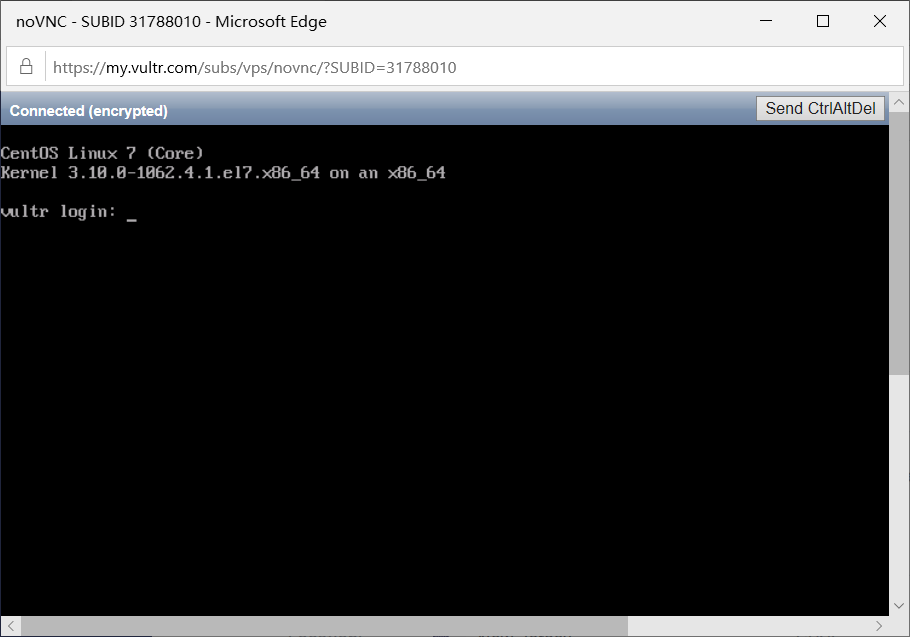 noVNC - SUBID 31788010 - Microsoft Edge
https://my.vultr.com/subs/vps/novnc/?SUBID=31788010
Connected (encrypted)
Send CtrlAltDel
CentOS Linux 7 (Core)
Kernel 3.10.0-1062.4.1.el7.x86_64 on an x86_64
vultr login: _